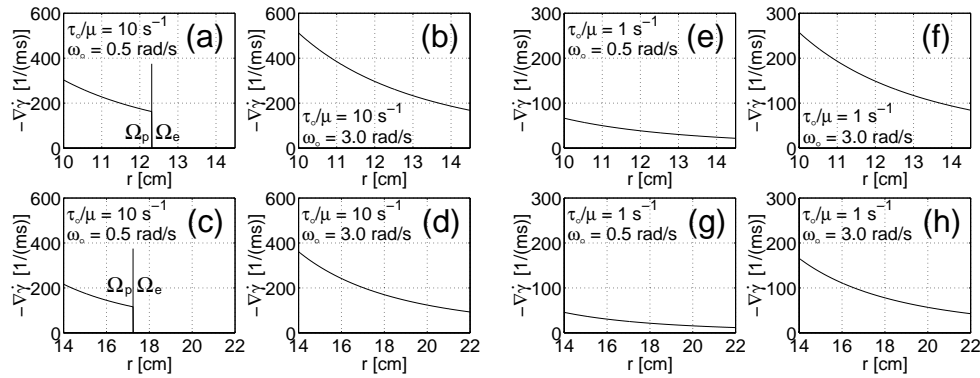 600
400
200
0
− ∇γ̇ [1/(ms)]
τₒ/μ = 10 s⁻¹
ωₒ = 0.5 rad/s
(a)
Ωₚ Ωₑ
10 11 12 13 14
r [cm]
600
400
200
0
− ∇γ̇ [1/(ms)]
(b)
τₒ/μ = 10 s⁻¹
ωₒ = 3.0 rad/s
10 11 12 13 14
r [cm]
300
200
100
0
− ∇γ̇ [1/(ms)]
τₒ/μ = 1 s⁻¹
ωₒ = 0.5 rad/s
(e)
10 11 12 13 14
r [cm]
300
200
100
0
− ∇γ̇ [1/(ms)]
(f)
τₒ/μ = 1 s⁻¹
ωₒ = 3.0 rad/s
10 11 12 13 14
r [cm]
600
400
200
0
− ∇γ̇ [1/(ms)]
τₒ/μ = 10 s⁻¹
ωₒ = 0.5 rad/s
(c)
Ωₚ Ωₑ
14 16 18 20 22
r [cm]
600
400
200
0
− ∇γ̇ [1/(ms)]
τₒ/μ = 10 s⁻¹
ωₒ = 3.0 rad/s
(d)
14 16 18 20 22
r [cm]
300
200
100
0
− ∇γ̇ [1/(ms)]
τₒ/μ = 1 s⁻¹
ωₒ = 0.5 rad/s
(g)
14 16 18 20 22
r [cm]
300
200
100
0
− ∇γ̇ [1/(ms)]
τₒ/μ = 1 s⁻¹
ωₒ = 3.0 rad/s
(h)
14 16 18 20 22
r [cm]